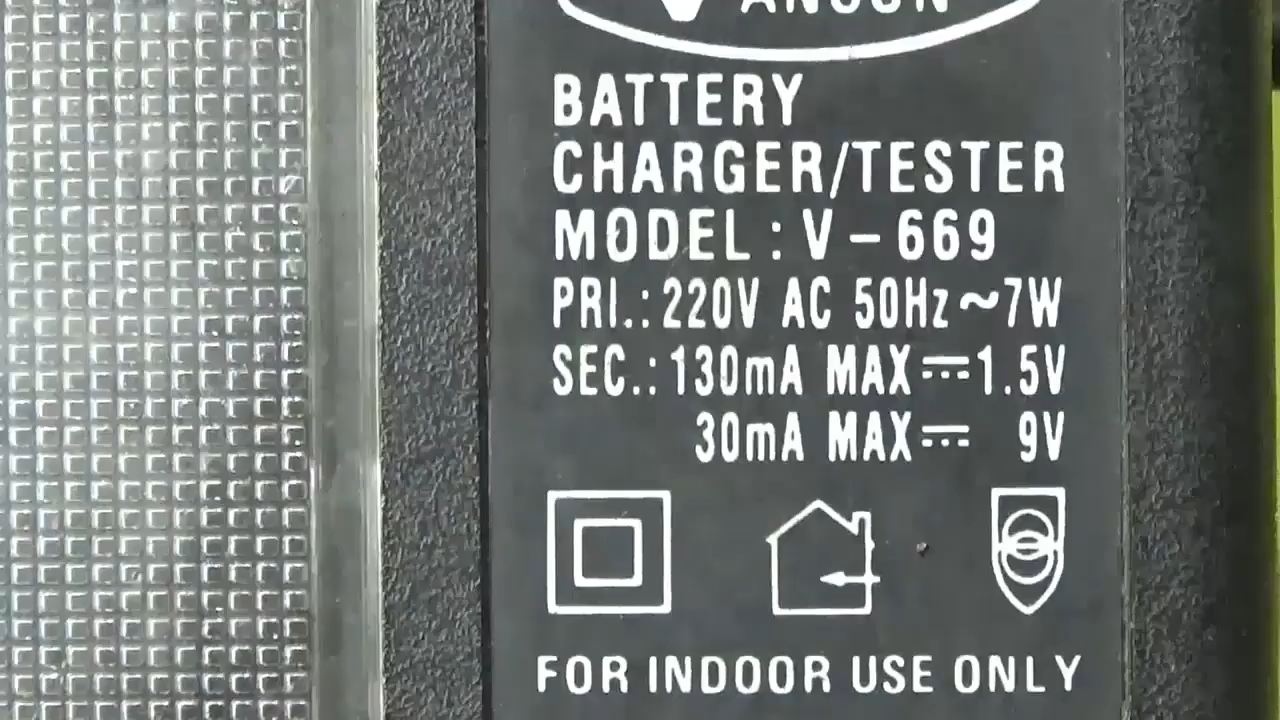 BATTERY
CHARGER/TESTER
MODEL : V - 669
PRI.: 220V AC 50Hz ~ 7W
SEC.: 130mA MAX ⎓ 1.5V
30mA MAX ⎓ 9V
FOR INDOOR USE ONLY